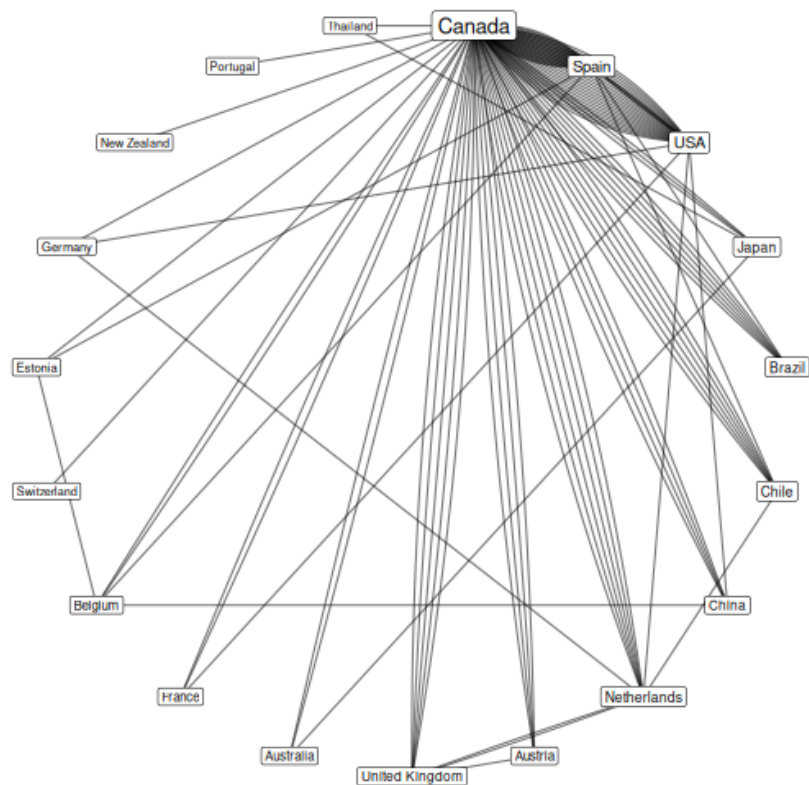 Canada
Thailand
Spain
Portugal
New Zealand
USA
Germany
Japan
Estonia
Brazil
Switzerland
Chile
Belgium
China
France
Netherlands
Australia
Austria
United Kingdom